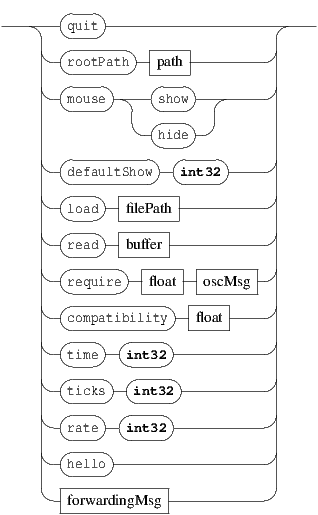 quit
rootPath path
mouse show
hide
defaultShow int32
load filePath
read buffer
require float oscMsg
compatibility float
time int32
ticks int32
rate int32
hello
forwardingMsg